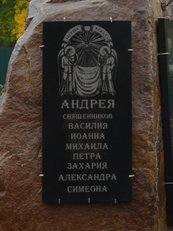 АНДРЕЯ
СВЯЩЕННИКОВ
ВАСИЛИЯ
ИОАННА
МИХАИЛА
ПЕТРА
ЗАХАРИЯ
АЛЕКСАНДРА
СИМЕОНА